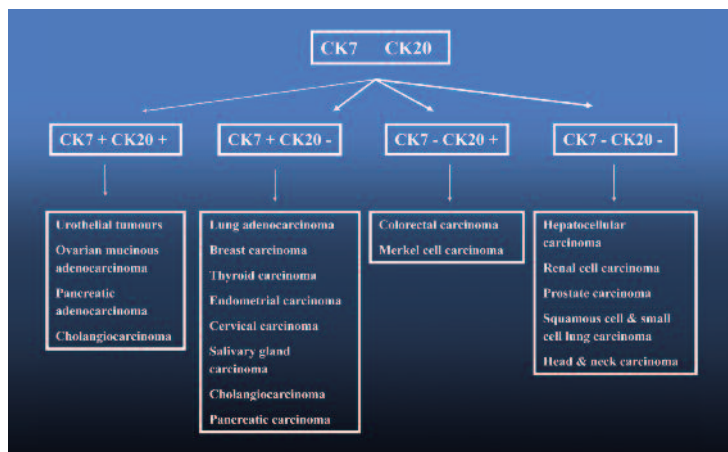 CK7 CK20
CK7 + CK20 +
CK7 + CK20 -
CK7 - CK20 +
CK7 - CK20 -
Urothelial tumours
Ovarian mucinous
adenocarcinoma
Pancreatic
adenocarcinoma
Cholangiocarcinoma
Lung adenocarcinoma
Breast carcinoma
Thyroid carcinoma
Endometrial carcinoma
Cervical carcinoma
Salivary gland
carcinoma
Cholangiocarcinoma
Pancreatic carcinoma
Colorectal carcinoma
Merkel cell carcinoma
Hepatocellular
carcinoma
Renal cell carcinoma
Prostate carcinoma
Squamous cell & small
cell lung carcinoma
Head & neck carcinoma